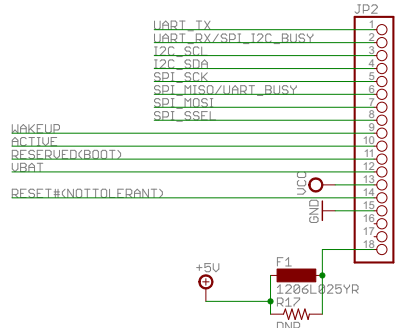 JP2
UART_TX 1
UART_RX/SPI_I2C_BUSY 2
I2C_SCL 3
I2C_SDA 4
SPI_SCK 5
SPI_MISO/UART_BUSY 6
SPI_MOSI 7
SPI_SSEL 8
WAKEUP 9
ACTIVE 10
RESERVED(BOOT) 11
VBAT 12
VCC 13
RESET#(NOTTOLERANT) 14
GND 15
16
17
18
+5V
F1
1206L025YR
R17
DNP